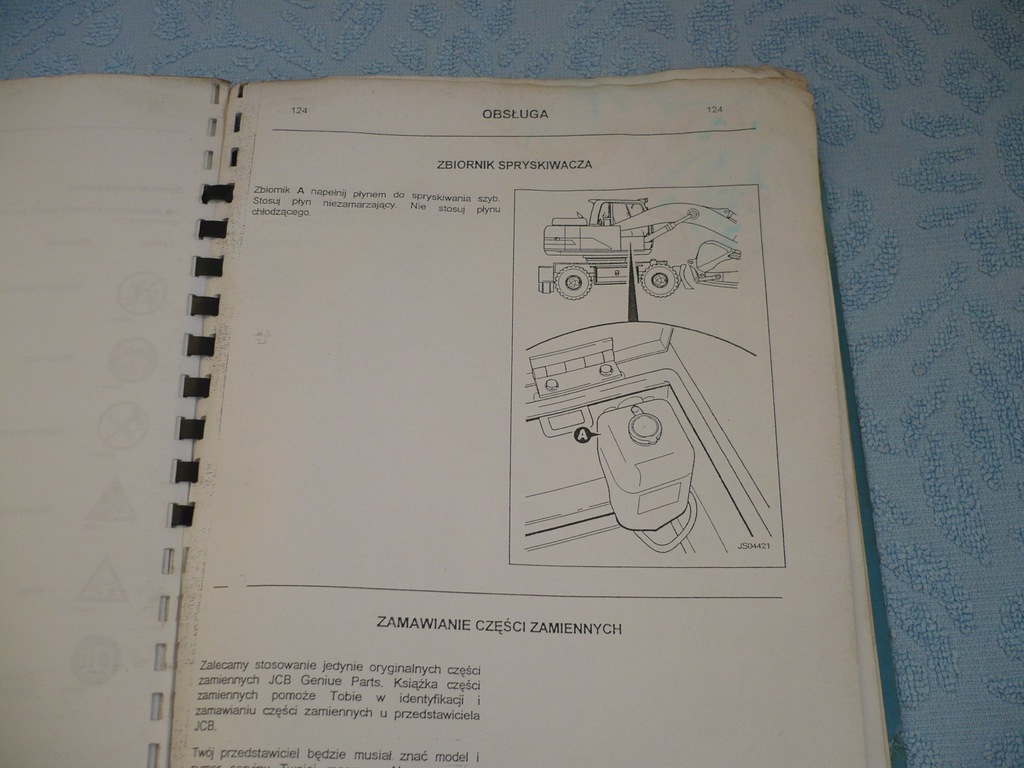 124 OBSŁUGA 124
ZBIORNIK SPRYSKIWACZA
Zbiornik A napełnij płynem do spryskiwania szyb.
Stosuj płyn niezamarzający. Nie stosuj płynu
chłodzącego.
A
JS04421
ZAMAWIANIE CZĘŚCI ZAMIENNYCH
Zalecamy stosowanie jedynie oryginalnych części
zamiennych JCB Geniue Parts. Książka części
zamiennych pomoże Tobie w identyfikacji i
zamawianiu części zamiennych u przedstawiciela
JCB.
Twój przedstawiciel będzie musiał znać model i